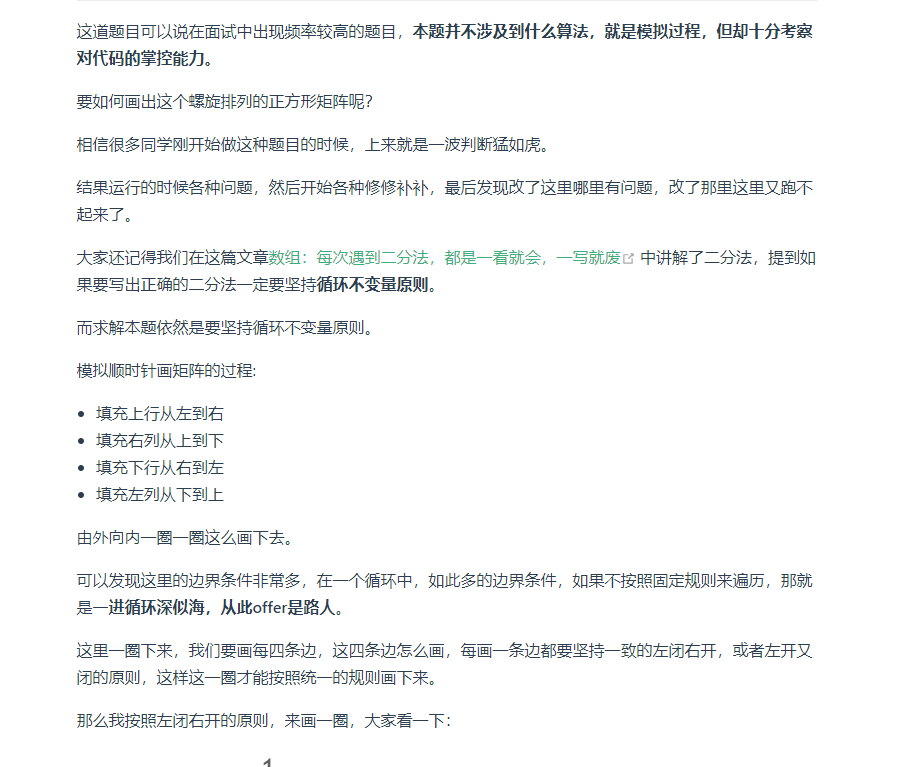 这道题目可以说在面试中出现频率较高的题目，本题并不涉及到什么算法，就是模拟过程，但却十分考察
对代码的掌控能力。
要如何画出这个螺旋排列的正方形矩阵呢？
相信很多同学刚开始做这种题目的时候，上来就是一波判断猛如虎。
结果运行的时候各种问题，然后开始各种修修补补，最后发现改了这里哪里有问题，改了那里这里又跑不
起来了。
大家还记得我们在这篇文章数组：每次遇到二分法，都是一看就会，一写就废 中讲解了二分法，提到如
果要写出正确的二分法一定要坚持循环不变量原则。
而求解本题依然是要坚持循环不变量原则。
模拟顺时针画矩阵的过程:
• 填充上行从左到右
• 填充右列从上到下
• 填充下行从右到左
• 填充左列从下到上
由外向内一圈一圈这么画下去。
可以发现这里的边界条件非常多，在一个循环中，如此多的边界条件，如果不按照固定规则来遍历，那就
是一进循环深似海，从此offer是路人。
这里一圈下来，我们要画每四条边，这四条边怎么画，每画一条边都要坚持一致的左闭右开，或者左开又
闭的原则，这样这一圈才能按照统一的规则画下来。
那么我按照左闭右开的原则，来画一圈，大家看一下：
1